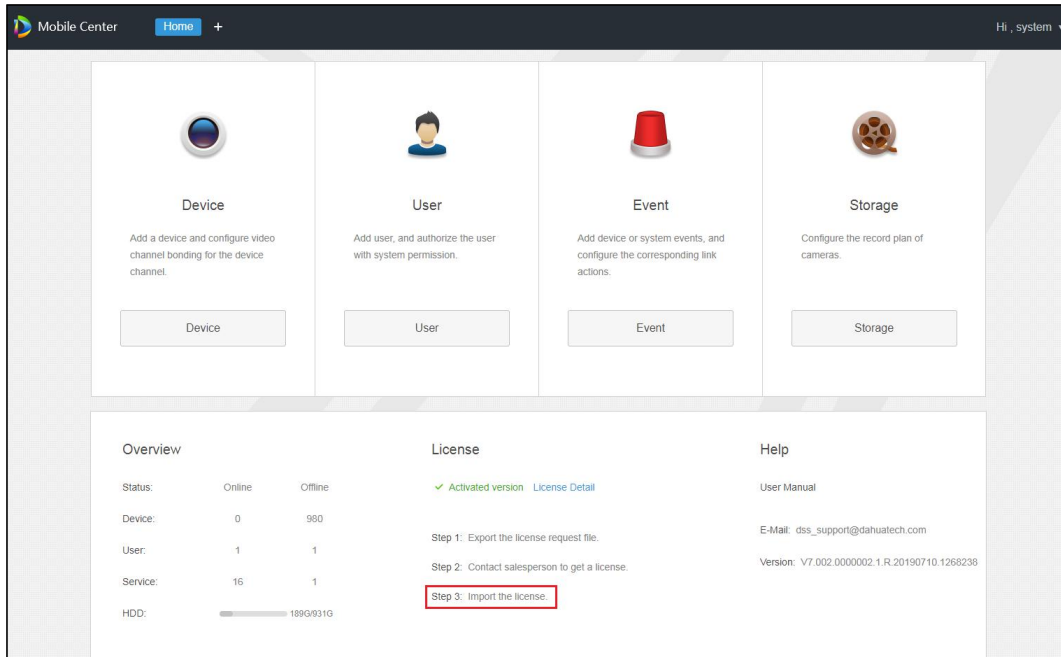 Mobile Center Home + Hi , system
Device
Add a device and configure video
channel bonding for the device
channel.
Device
User
Add user, and authorize the user
with system permission.
User
Event
Add device or system events, and
configure the corresponding link
actions.
Event
Storage
Configure the record plan of
cameras.
Storage
Overview
Status: Online Offline
Device: 0 980
User: 1 1
Service: 16 1
HDD: 189G/931G
License
Activated version License Detail
Step 1: Export the license request file.
Step 2: Contact salesperson to get a license.
Step 3: Import the license.
Help
User Manual
E-Mail: dss_support@dahuatech.com
Version: V7.002.0000002.1.R.20190710.1268238